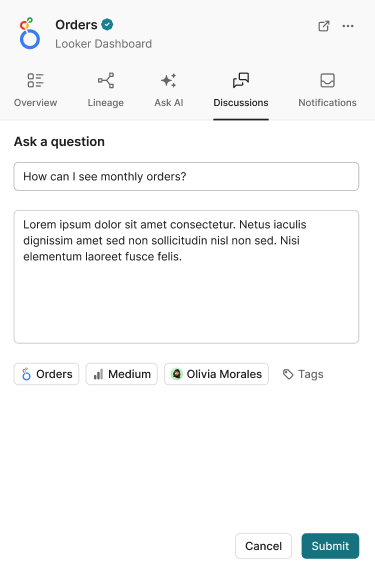 Orders
Looker Dashboard
Overview
Lineage
Ask AI
Discussions
Notifications
Ask a question
How can I see monthly orders?
Lorem ipsum dolor sit amet consectetur. Netus iaculis
dignissim amet sed non sollicitudin nisl non sed. Nisi
elementum laoreet fusce felis.
Orders
Medium
Olivia Morales
Tags
Cancel
Submit